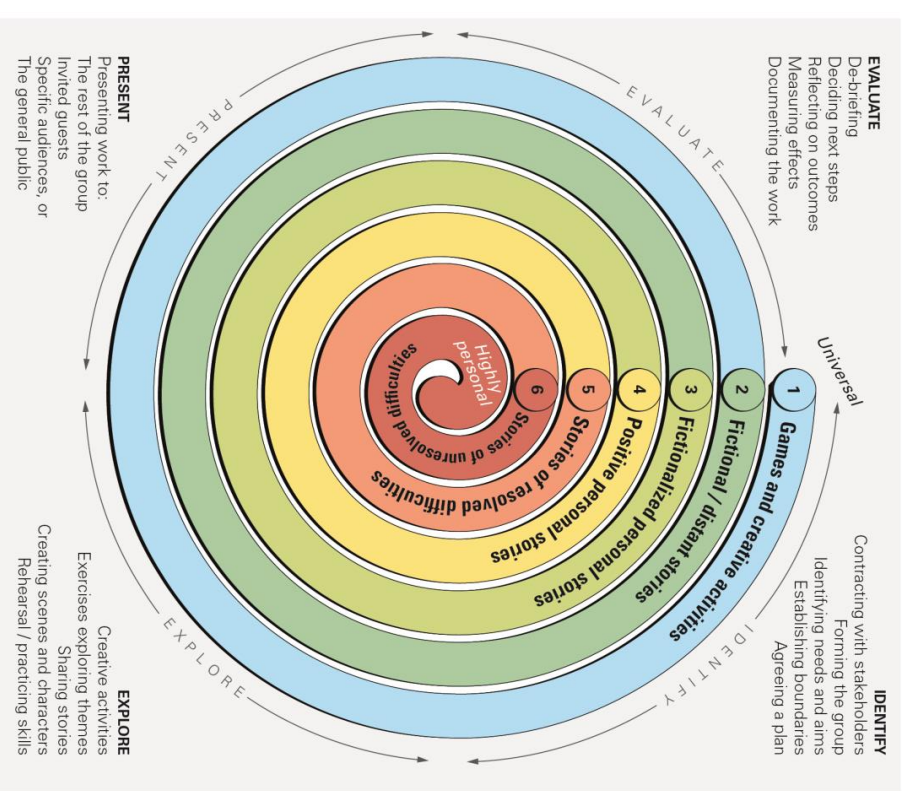 EVALUATE
De-briefing
Deciding next steps
Reflecting on outcomes
Measuring effects
Documenting the work
IDENTIFY
Contracting with stakeholders
Forming the group
Identifying needs and aims
Establishing boundaries
Agreeing a plan
Universal
EVALUATE
IDENTIFY
1 Games and creative activities
2 Fictional / distant stories
3 Fictionalized personal stories
4 Positive personal stories
5 Stories of resolved difficulties
6 Stories of unresolved difficulties
Highly
personal
PRESENT
EXPLORE
PRESENT
Presenting work to:
The rest of the group
Invited guests
Specific audiences, or
The general public
EXPLORE
Creative activities
Exercises exploring themes
Sharing stories
Creating scenes and characters
Rehearsal / practicing skills